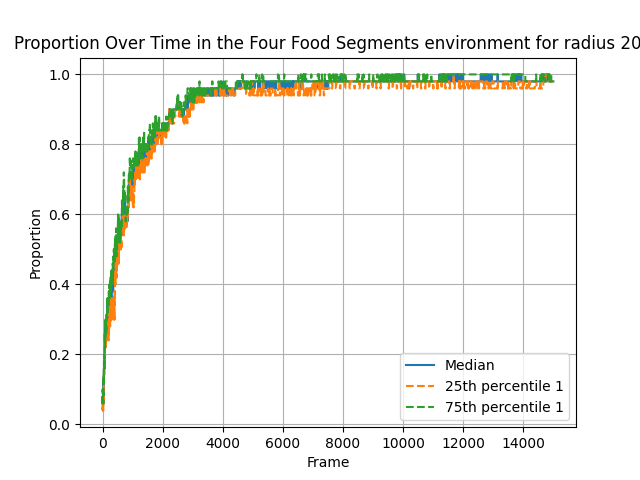 Proportion Over Time in the Four Food Segments environment for radius 20
1.0
0.8
0.6
0.4
0.2
0.0
Proportion
0 2000 4000 6000 8000 10000 12000 14000
Frame
Median
25th percentile 1
75th percentile 1